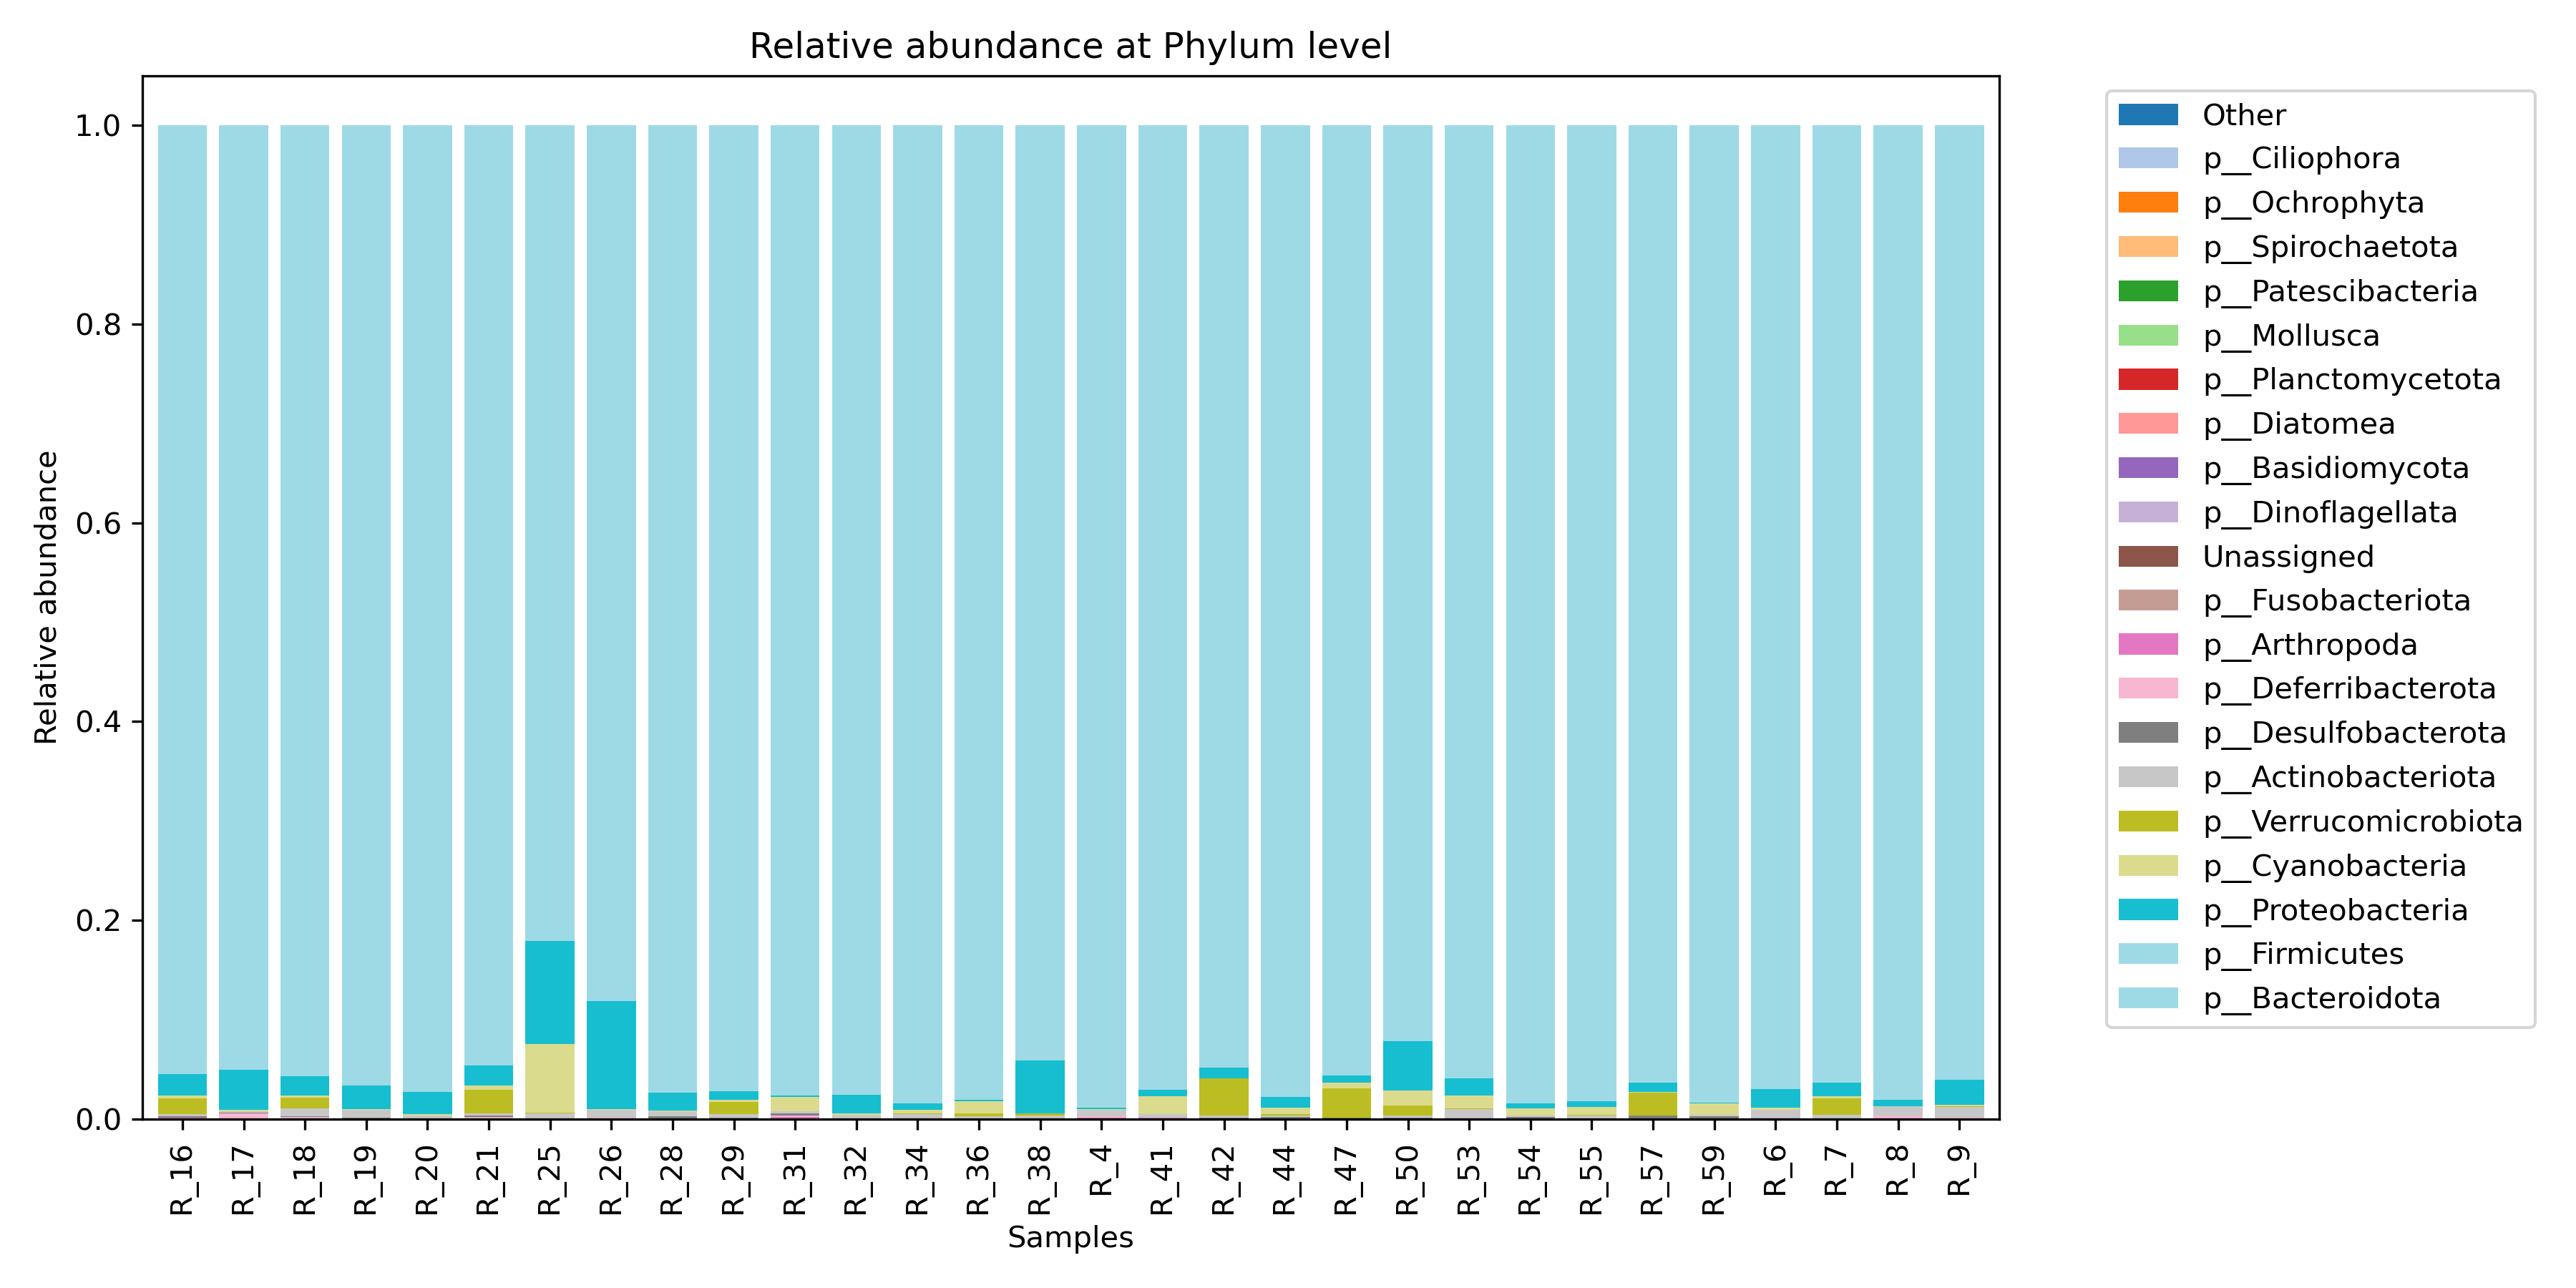 Relative abundance at Phylum level
Relative abundance
1.0
0.8
0.6
0.4
0.2
0.0
R_16
R_17
R_18
R_19
R_20
R_21
R_25
R_26
R_28
R_29
R_31
R_32
R_34
R_36
R_38
R_4
R_41
R_42
R_44
R_47
R_50
R_53
R_54
R_55
R_57
R_59
R_6
R_7
R_8
R_9
Samples
Other
p__Ciliophora
p__Ochrophyta
p__Spirochaetota
p__Patescibacteria
p__Mollusca
p__Planctomycetota
p__Diatomea
p__Basidiomycota
p__Dinoflagellata
Unassigned
p__Fusobacteriota
p__Arthropoda
p__Deferribacterota
p__Desulfobacterota
p__Actinobacteriota
p__Verrucomicrobiota
p__Cyanobacteria
p__Proteobacteria
p__Firmicutes
p__Bacteroidota